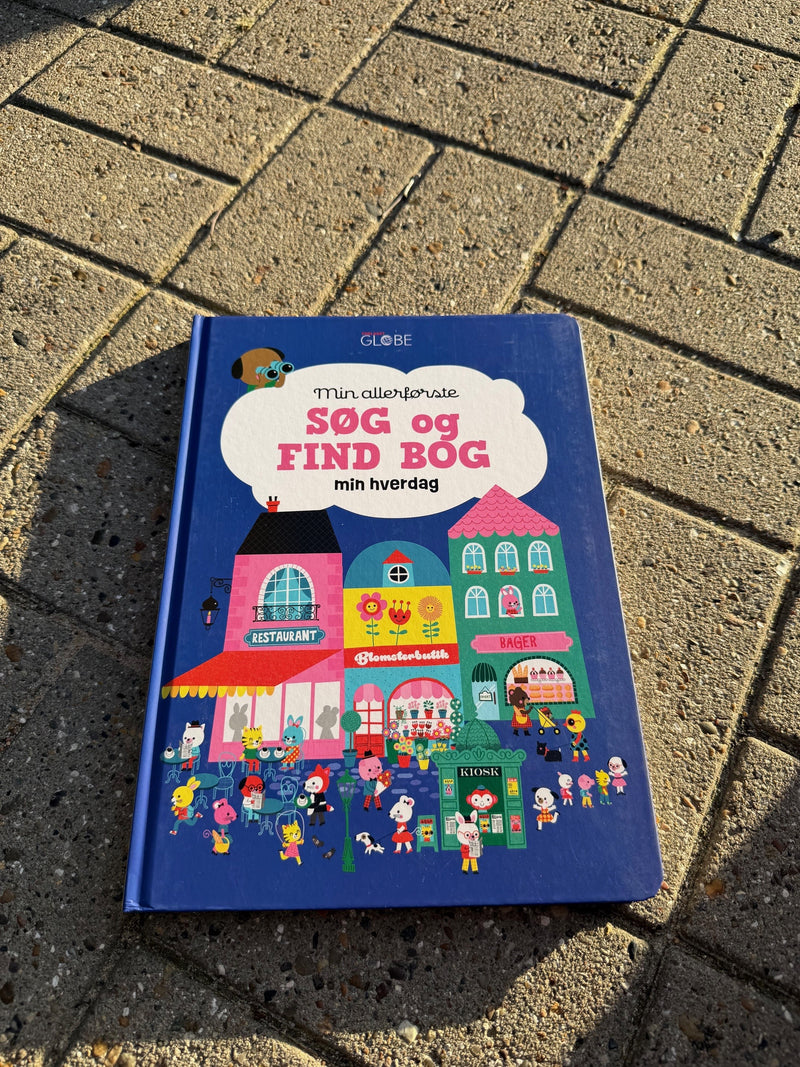 GLOBE
Min allerførste
SØG og
FIND BOG
min hverdag
RESTAURANT
Blomsterbutik
BAGER
KIOSK